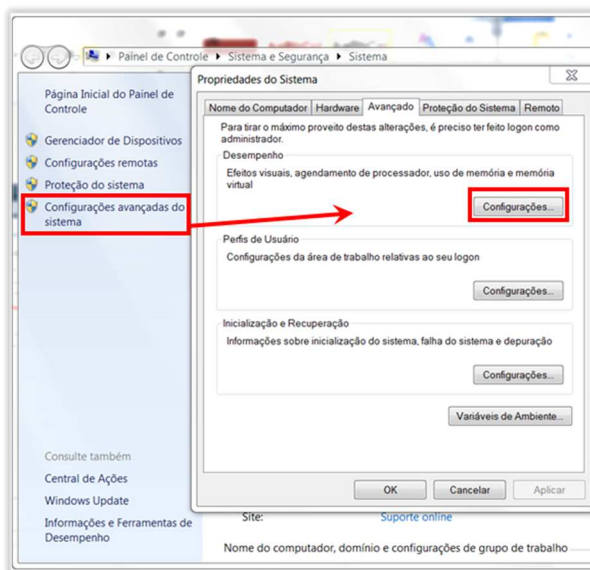 Painel de Controle Sistema e Segurança Sistema
Propriedades do Sistema
Página Inicial do Painel de
Controle
Gerenciador de Dispositivos
Configurações remotas
Proteção do sistema
Configurações avançadas do
sistema
Nome do Computador Hardware Avançado Proteção do Sistema Remoto
Para tirar o máximo proveito destas alterações, é preciso ter feito logon como
administrador.
Desempenho
Efeitos visuais, agendamento de processador, uso de memória e memória
virtual
Configurações...
Perfis de Usuário
Configurações da área de trabalho relativas ao seu logon
Configurações...
Inicialização e Recuperação
Informações sobre inicialização do sistema, falha do sistema e depuração
Configurações...
Variáveis de Ambiente...
OK Cancelar Aplicar
Consulte também
Central de Ações
Windows Update
Informações e Ferramentas de
Desempenho
Site: Suporte online
Nome do computador, domínio e configurações de grupo de trabalho